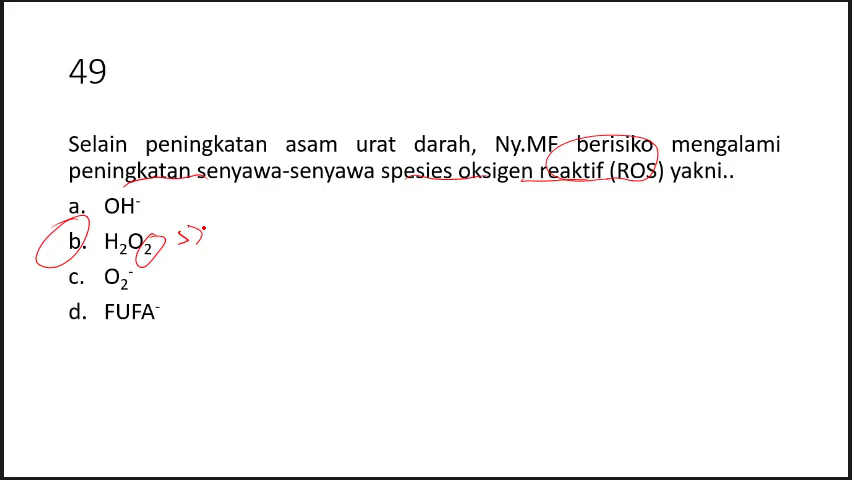 49
Selain peningkatan asam urat darah, Ny.MF berisiko mengalami
peningkatan senyawa-senyawa spesies oksigen reaktif (ROS) yakni..
a. OH⁻
b. H₂O₂
c. O₂⁻
d. FUFA⁻